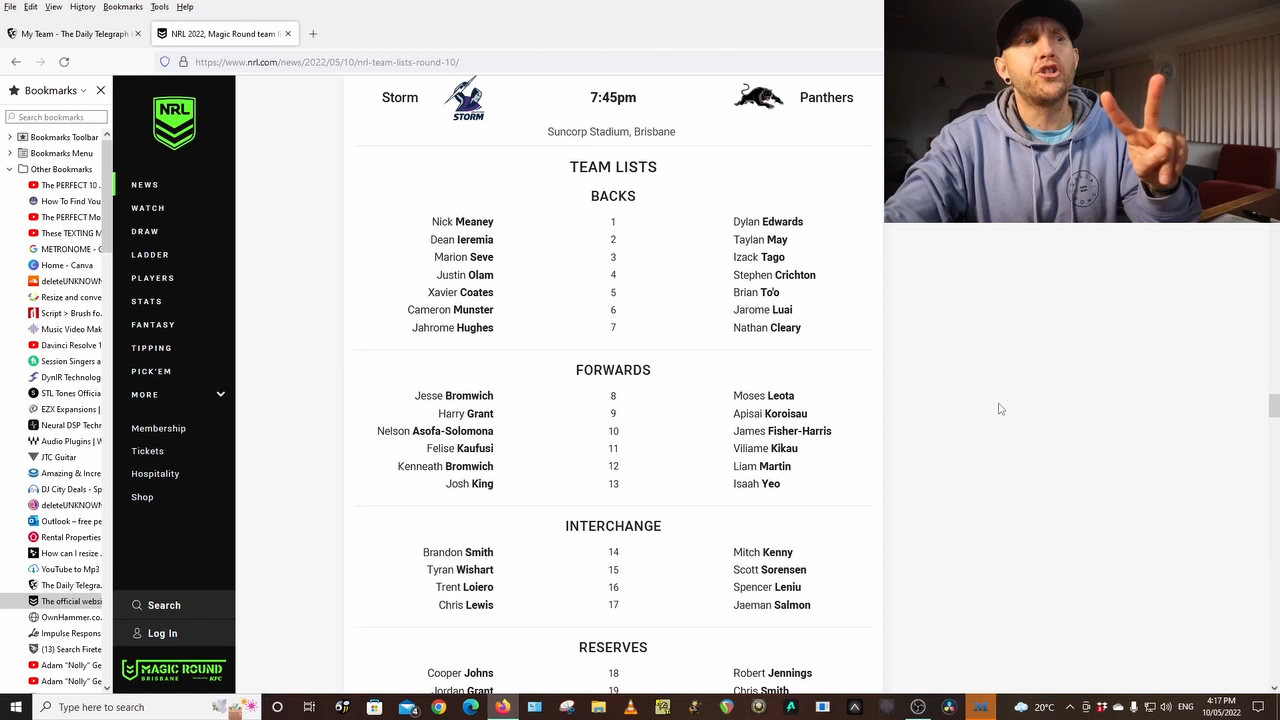 File Edit View History Bookmarks Tools Help
My Team - The Daily Telegraph
NRL 2022, Magic Round team li
https://www.nrl.com/news/2022/05/10/nrl-team-lists-round-10/
Bookmarks
Search bookmarks
Bookmarks Toolbar
Bookmarks Menu
Other Bookmarks
The PERFECT 10 ..
How To Find You
The PERFECT Mo
These TEXTING M
METRONOME - G
Home - Canva
deleteUNKNOWN
Resize and conve
Script > Brush fo..
Music Video Mak
Davinci Resolve 1
Session Singers a
DynIR Technolog
STL Tones Officia
EZX Expansions |
Neural DSP Techr
Audio Plugins | W
JTC Guitar
Amazing & Incre
DJ City Deals - Sp
deleteUNKNOWN
Outlook – free pe
Rental Properties
How can I resize .
YouTube to Mp3
The Daily Telegra.
The official websi
OwnHammer.co.
Impulse Respons
(13) Search Firete
Adam "Nolly" Ge
Adam "Nolly" Ge
NRL
NEWS
WATCH
DRAW
LADDER
PLAYERS
STATS
FANTASY
TIPPING
PICK'EM
MORE
Membership
Tickets
Hospitality
Shop
Search
Log In
MAGIC ROUND
BRISBANE KFC
Storm STORM 7:45pm Panthers
Suncorp Stadium, Brisbane
TEAM LISTS
BACKS
Nick Meaney 1 Dylan Edwards
Dean Ieremia 2 Taylan May
Marion Seve 3 Izack Tago
Justin Olam 4 Stephen Crichton
Xavier Coates 5 Brian To'o
Cameron Munster 6 Jarome Luai
Jahrome Hughes 7 Nathan Cleary
FORWARDS
Jesse Bromwich 8 Moses Leota
Harry Grant 9 Apisai Koroisau
Nelson Asofa-Solomona 10 James Fisher-Harris
Felise Kaufusi 11 Viliame Kikau
Kenneath Bromwich 12 Liam Martin
Josh King 13 Isaah Yeo
INTERCHANGE
Brandon Smith 14 Mitch Kenny
Tyran Wishart 15 Scott Sorensen
Trent Loiero 16 Spencer Leniu
Chris Lewis 17 Jaeman Salmon
RESERVES
Cooper Johns 18 Robert Jennings
Jordan Grant 19 Chris Smith
Type here to search
20°C
4:17 PM
10/05/2022